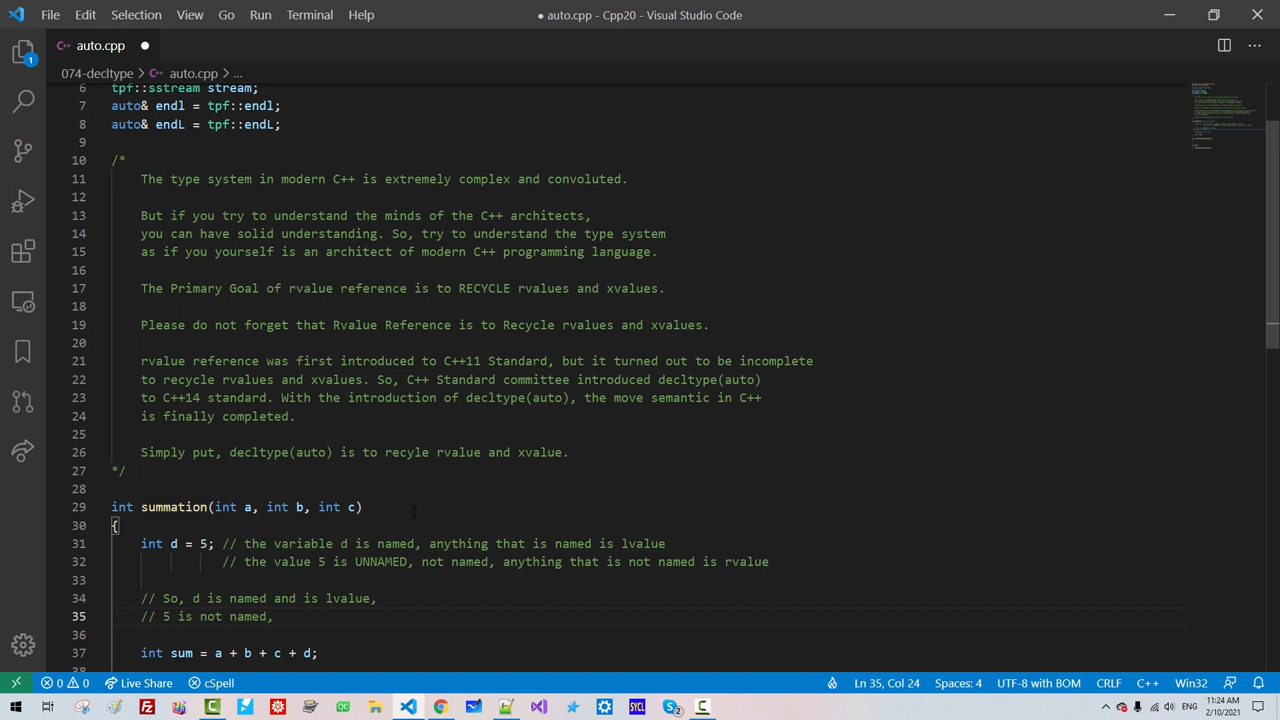 File Edit Selection View Go Run Terminal Help
● auto.cpp - Cpp20 - Visual Studio Code
auto.cpp
074-decltype > auto.cpp > ...
6 tpf::sstream stream;
7 auto& endl = tpf::endl;
8 auto& endL = tpf::endL;
9
10 /*
11 The type system in modern C++ is extremely complex and convoluted.
12
13 But if you try to understand the minds of the C++ architects,
14 you can have solid understanding. So, try to understand the type system
15 as if you yourself is an architect of modern C++ programming language.
16
17 The Primary Goal of rvalue reference is to RECYCLE rvalues and xvalues.
18
19 Please do not forget that Rvalue Reference is to Recycle rvalues and xvalues.
20
21 rvalue reference was first introduced to C++11 Standard, but it turned out to be incomplete
22 to recycle rvalues and xvalues. So, C++ Standard committee introduced decltype(auto)
23 to C++14 standard. With the introduction of decltype(auto), the move semantic in C++
24 is finally completed.
25
26 Simply put, decltype(auto) is to recyle rvalue and xvalue.
27 */
28
29 int summation(int a, int b, int c)
30 {
31 int d = 5; // the variable d is named, anything that is named is lvalue
32 // the value 5 is UNNAMED, not named, anything that is not named is rvalue
33
34 // So, d is named and is lvalue,
35 // 5 is not named,
36
37 int sum = a + b + c + d;
38
0 0 Live Share cSpell Ln 35, Col 24 Spaces: 4 UTF-8 with BOM CRLF C++ Win32
11:24 AM
ENG
2/10/2021